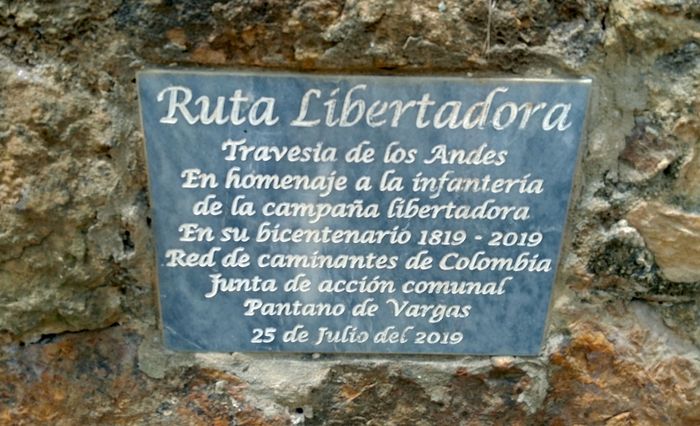 Ruta Libertadora
Travesia de los Andes
En homenaje a la infantería
de la campaña libertadora
En su bicentenario 1819 - 2019
Red de caminantes de Colombia
Junta de acción comunal
Pantano de Vargas
25 de Julio del 2019